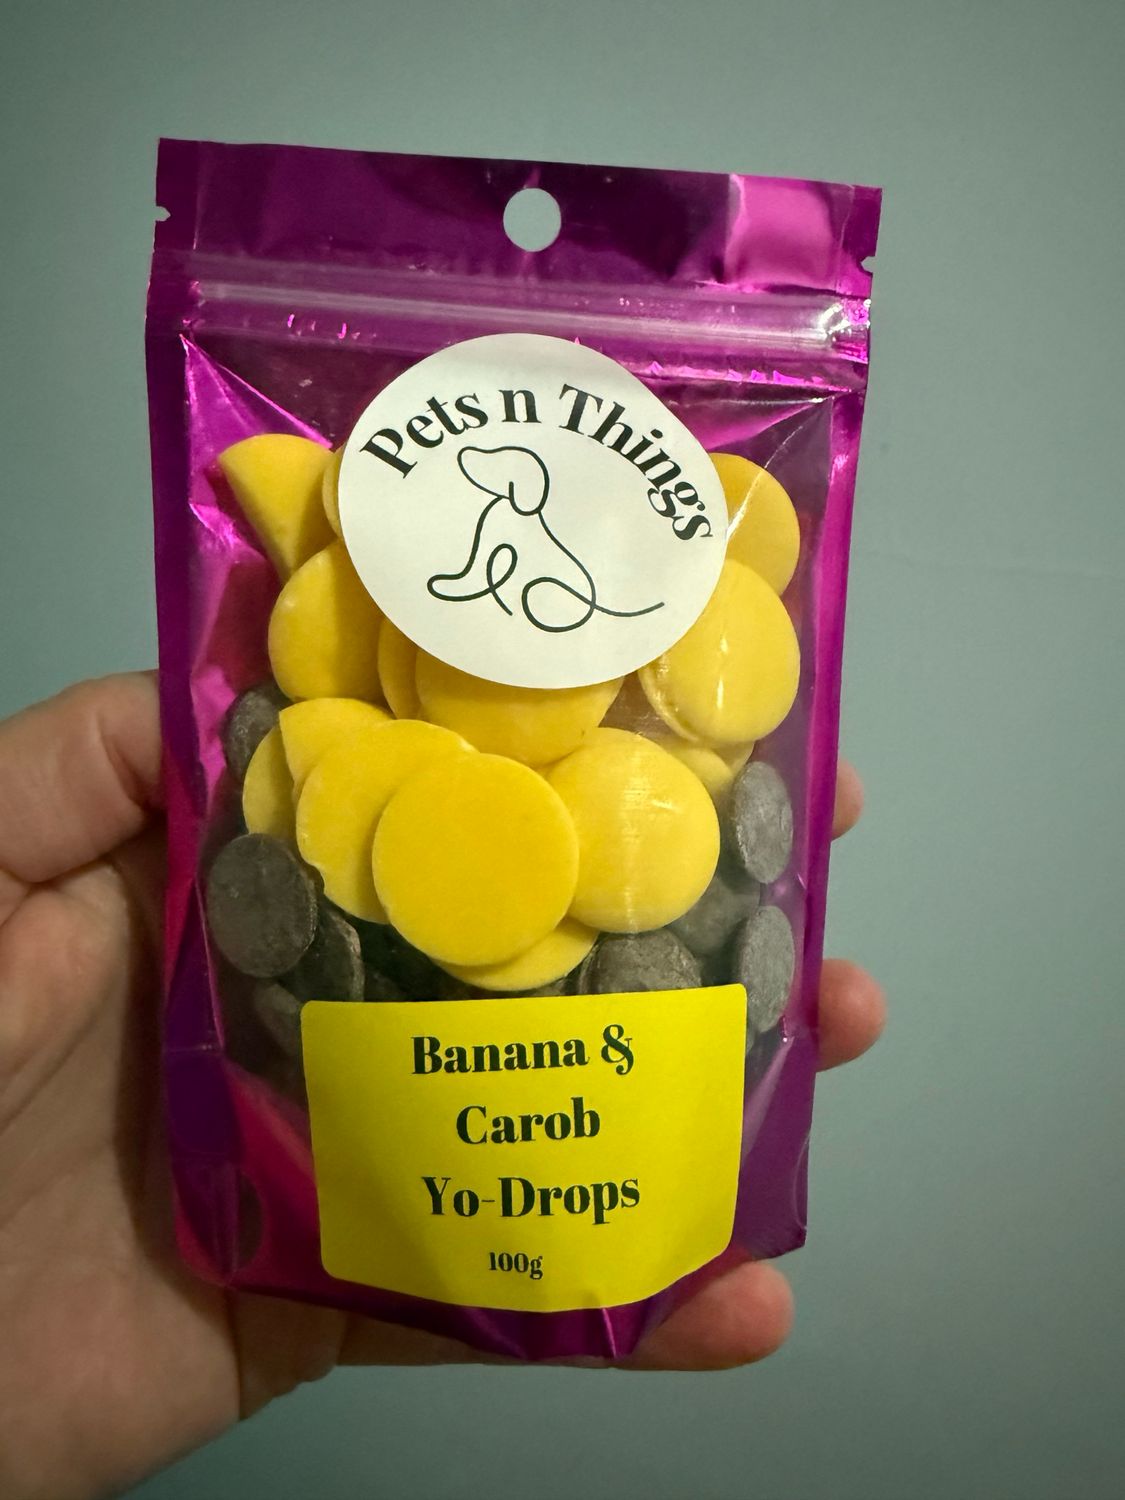 Pets n Things
Banana &
Carob
Yo-Drops
100g